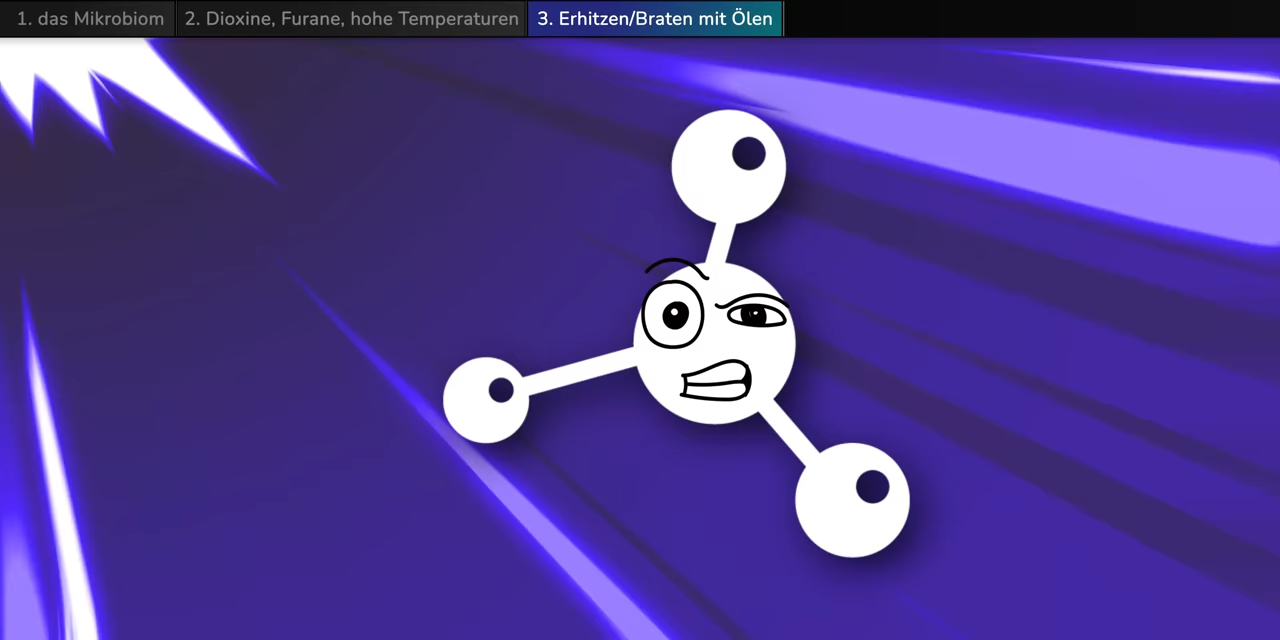 1. das Mikrobiom
2. Dioxine, Furane, hohe Temperaturen
3. Erhitzen/Braten mit Ölen